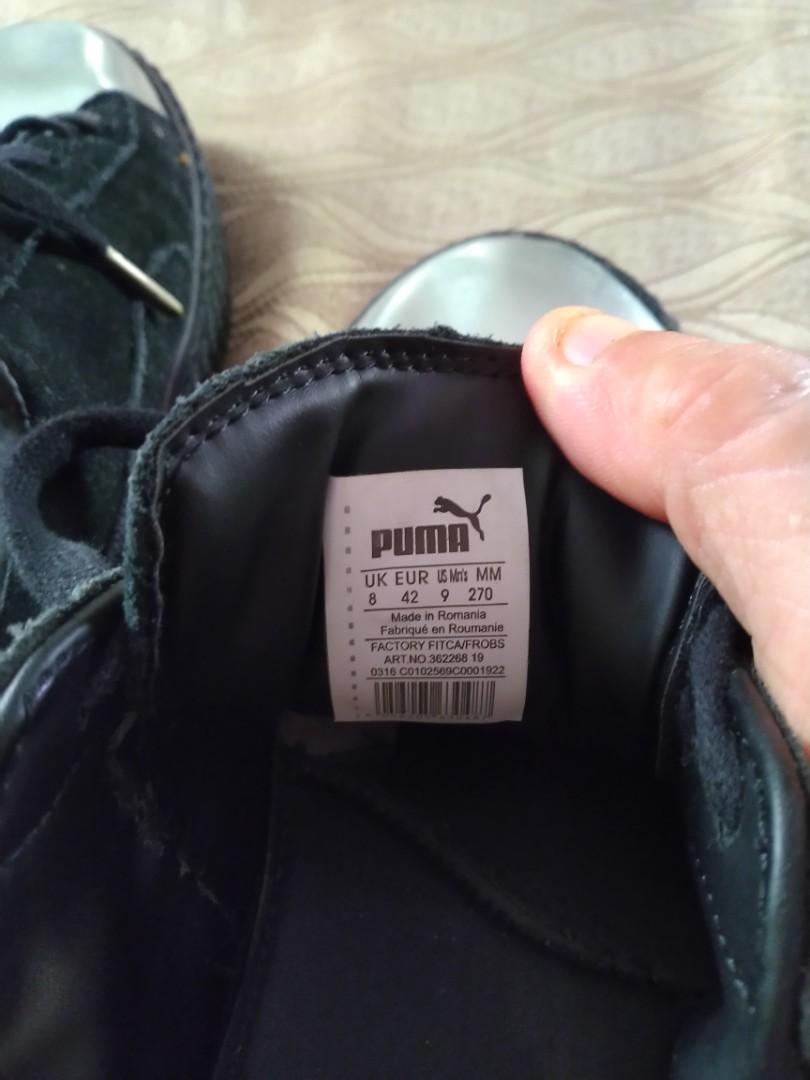 PUMA
UK EUR US Mn's MM
8 42 9 270
Made in Romania
Fabriqué en Roumanie
FACTORY FITCA/FROBS
ART.NO.362268 19
0316 C0102569C0001922